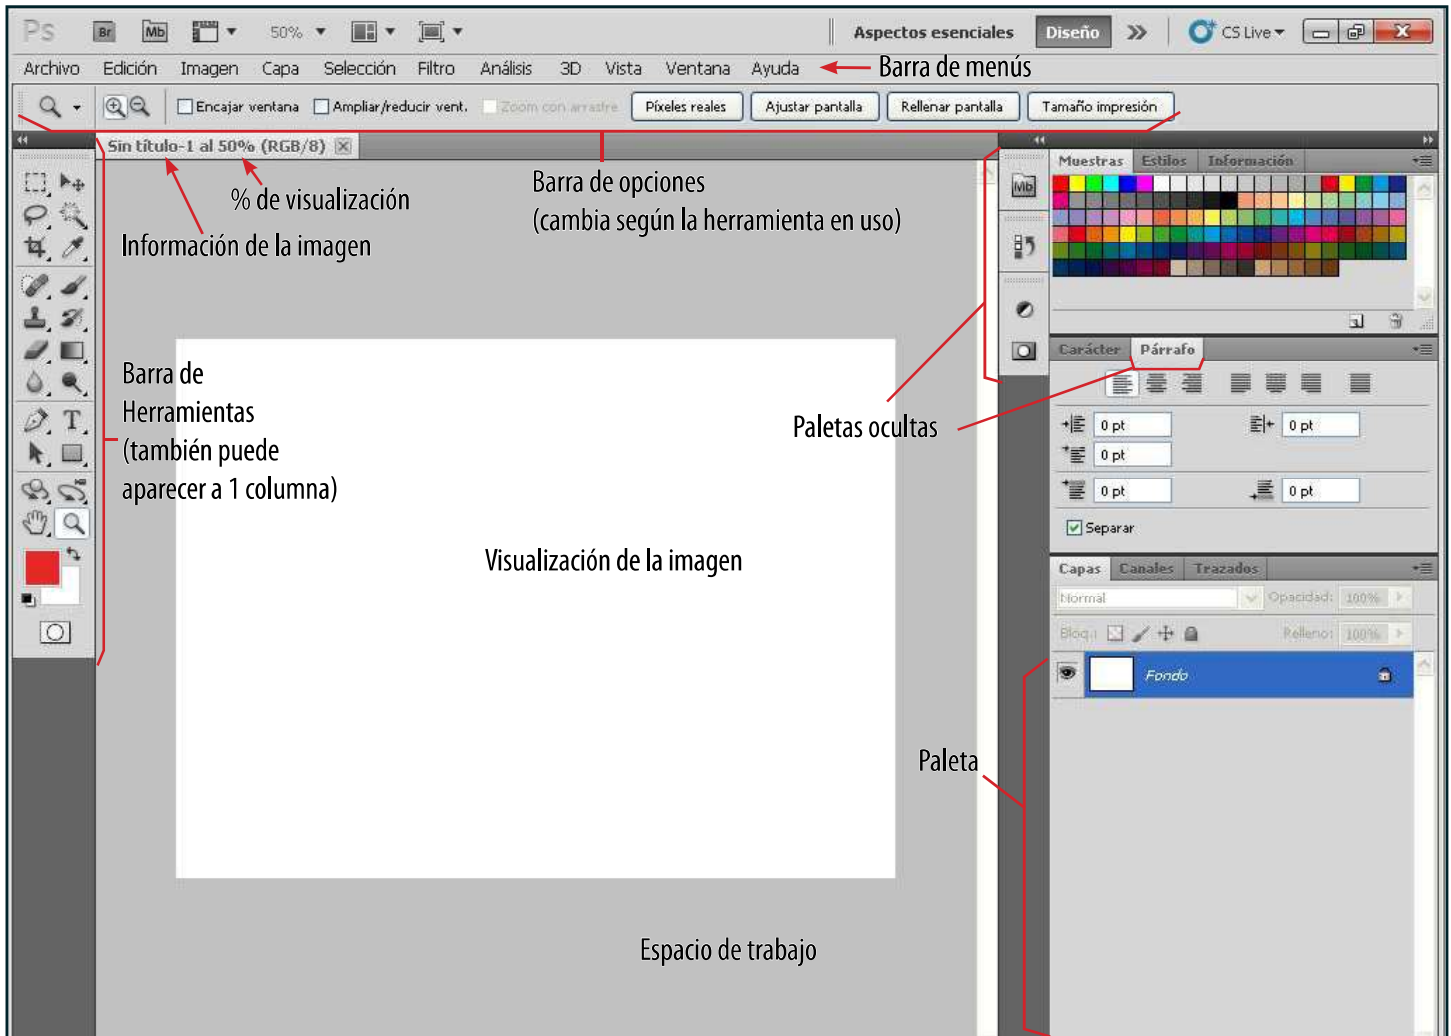 Ps Br Mb 50% Aspectos esenciales Diseño CS Live
Archivo Edición Imagen Capa Selección Filtro Análisis 3D Vista Ventana Ayuda Barra de menús
Encajar ventana Ampliar/reducir vent. Zoom con arrastre Píxeles reales Ajustar pantalla Rellenar pantalla Tamaño impresión
Sin título-1 al 50% (RGB/8)
% de visualización
Información de la imagen
Barra de opciones
(cambia según la herramienta en uso)
Mb
Muestras Estilos Información
Barra de
Herramientas
(también puede
aparecer a 1 columna)
T
Paletas ocultas
Carácter Párrafo
0 pt 0 pt
0 pt
0 pt 0 pt
Separar
Visualización de la imagen
Capas Canales Trazados
Normal Opacidad: 100%
Bloq.: Relleno: 100%
Fondo
Paleta
Espacio de trabajo